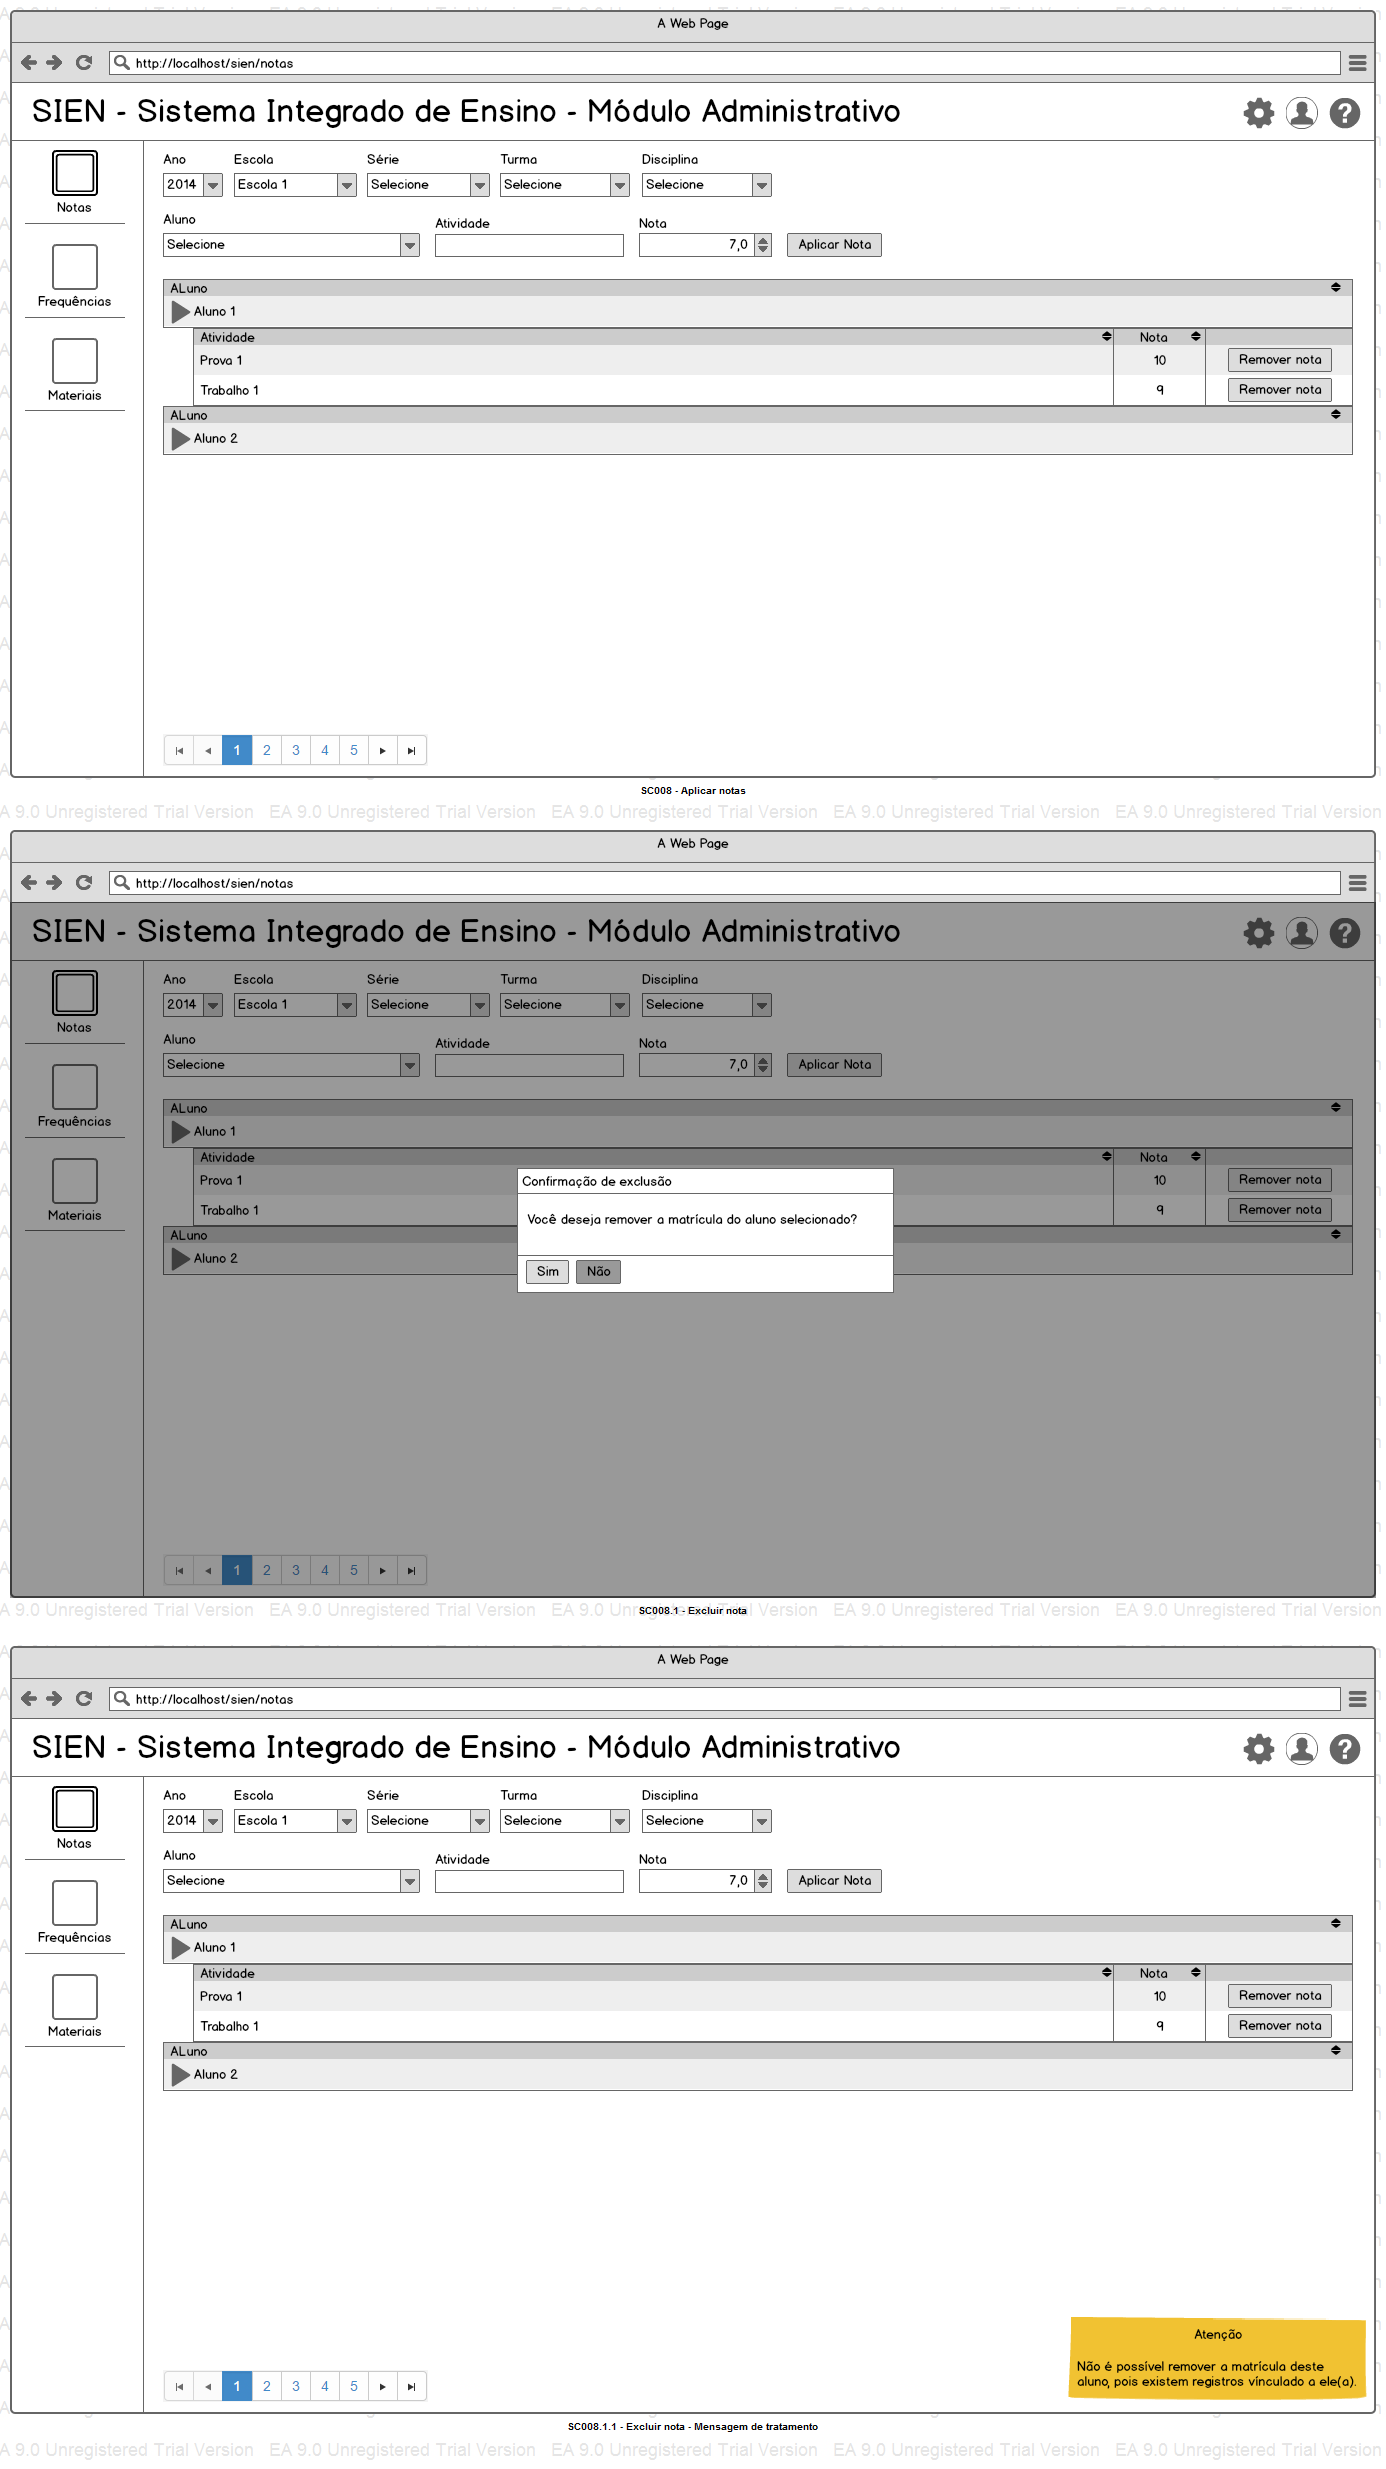 A Web Page
http://localhost/sien/notas
SIEN - Sistema Integrado de Ensino - Módulo Administrativo
Notas
Frequências
Materiais
Ano Escola Série Turma Disciplina
2014 Escola 1 Selecione Selecione Selecione
Aluno Atividade Nota
Selecione 7,0 Aplicar Nota
ALuno
Aluno 1
Atividade Nota
Prova 1 10 Remover nota
Trabalho 1 9 Remover nota
ALuno
Aluno 2
1 2 3 4 5
SC008 - Aplicar notas
A 9.0 Unregistered Trial Version EA 9.0 Unregistered Trial Version EA 9.0 Unregistered Trial Version EA 9.0 Unregistered Trial Version EA 9.0 Unregistered Trial Version
A Web Page
http://localhost/sien/notas
SIEN - Sistema Integrado de Ensino - Módulo Administrativo
Notas
Frequências
Materiais
Ano Escola Série Turma Disciplina
2014 Escola 1 Selecione Selecione Selecione
Aluno Atividade Nota
Selecione 7,0 Aplicar Nota
ALuno
Aluno 1
Atividade Nota
Prova 1 10 Remover nota
Trabalho 1 9 Remover nota
ALuno
Aluno 2
Confirmação de exclusão
Você deseja remover a matrícula do aluno selecionado?
Sim Não
1 2 3 4 5
SC008.1 - Excluir nota
A 9.0 Unregistered Trial Version EA 9.0 Unregistered Trial Version EA 9.0 Version EA 9.0 Unregistered Trial Version EA 9.0 Unregistered Trial Version
A Web Page
http://localhost/sien/notas
SIEN - Sistema Integrado de Ensino - Módulo Administrativo
Notas
Frequências
Materiais
Ano Escola Série Turma Disciplina
2014 Escola 1 Selecione Selecione Selecione
Aluno Atividade Nota
Selecione 7,0 Aplicar Nota
ALuno
Aluno 1
Atividade Nota
Prova 1 10 Remover nota
Trabalho 1 9 Remover nota
ALuno
Aluno 2
Atenção
Não é possível remover a matrícula deste
aluno, pois existem registros vínculado a ele(a).
1 2 3 4 5
SC008.1.1 - Excluir nota - Mensagem de tratamento
A 9.0 Unregistered Trial Version EA 9.0 Unregistered Trial Version EA 9.0 Unregistered Trial Version EA 9.0 Unregistered Trial Version EA 9.0 Unregistered Trial Version